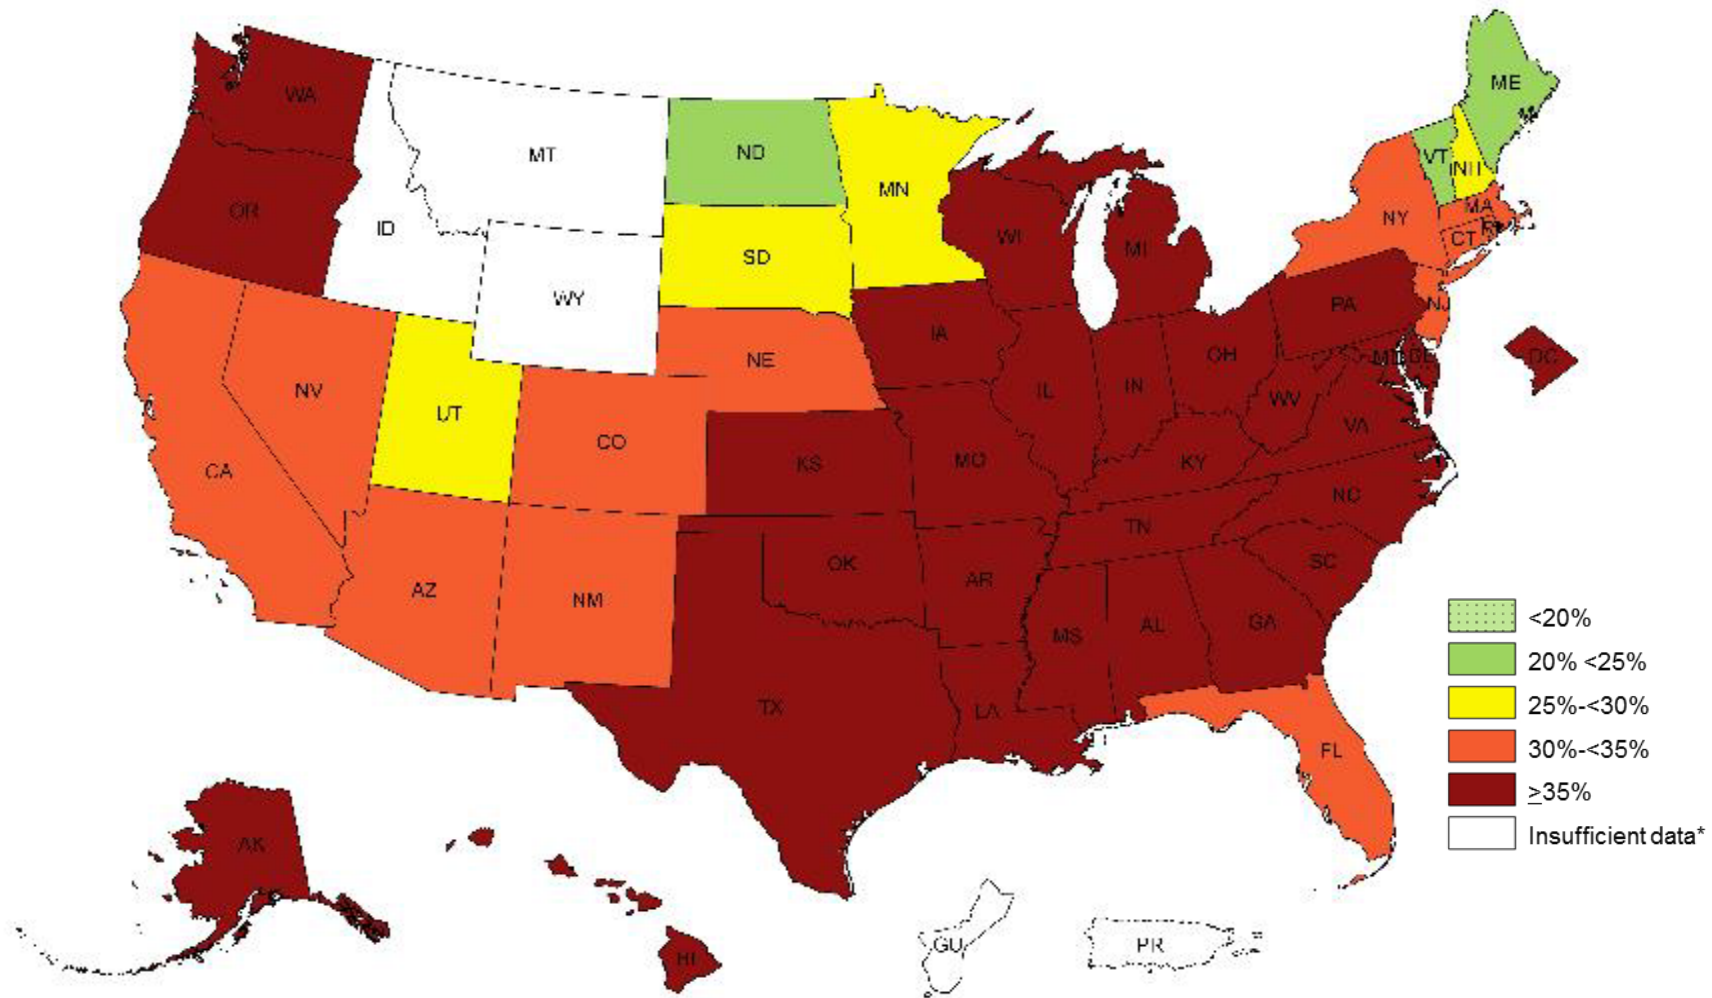 WA
ME
MT
ND
VT
NH
MN
OR
ID
MA
NY
RI
CT
WI
MI
SD
WY
PA
NJ
IA
NE
OH
MD
DE
DC
NV
UT
CO
IL
IN
WV
VA
CA
KS
MO
KY
NC
TN
OK
AR
SC
AZ
NM
MS
AL
GA
TX
LA
FL
AK
HI
GU
PR
<20%
20% <25%
25%-<30%
30%-<35%
≥35%
Insufficient data*